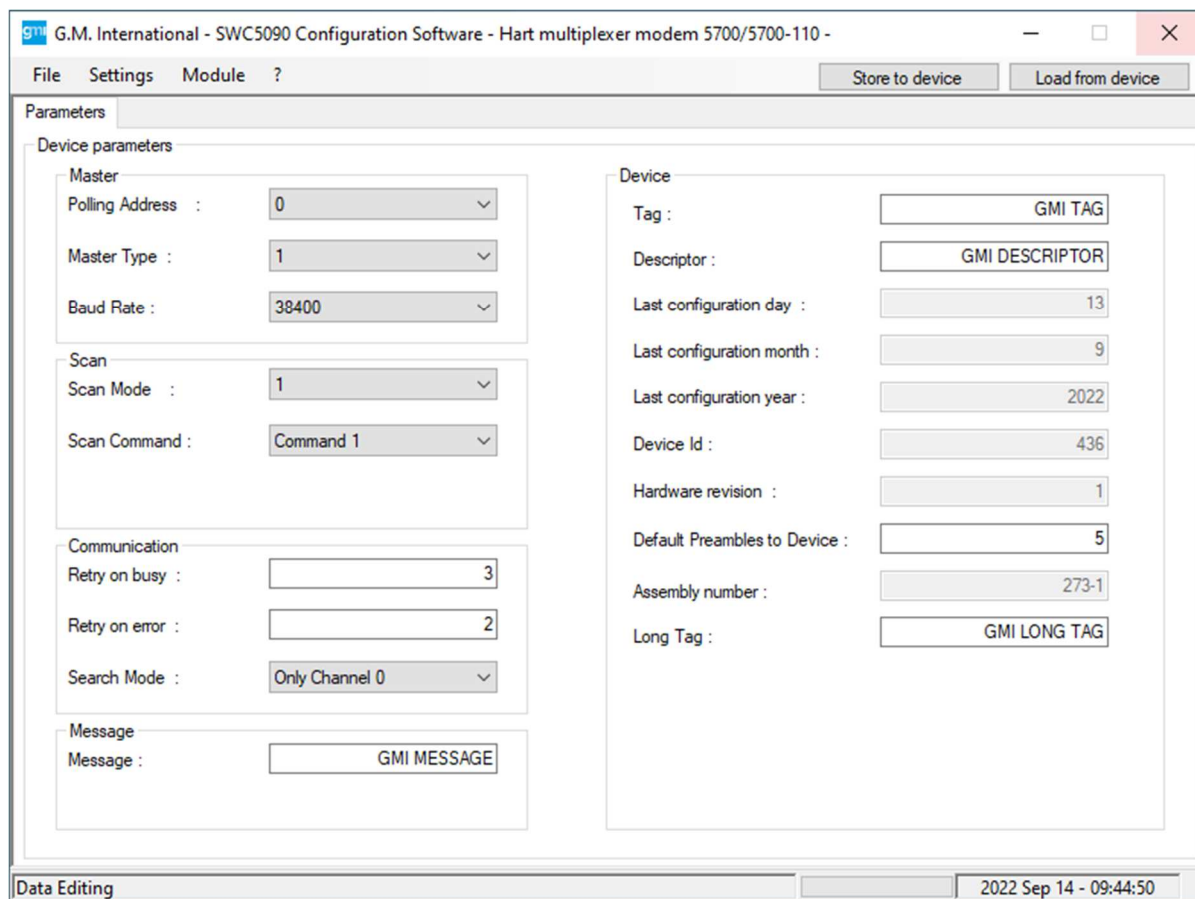 gmi G.M. International - SWC5090 Configuration Software - Hart multiplexer modem 5700/5700-110 -
File Settings Module ? Store to device Load from device
Parameters
Device parameters
Master
Polling Address : 0
Master Type : 1
Baud Rate : 38400
Scan
Scan Mode : 1
Scan Command : Command 1
Communication
Retry on busy : 3
Retry on error : 2
Search Mode : Only Channel 0
Message
Message : GMI MESSAGE
Device
Tag : GMI TAG
Descriptor : GMI DESCRIPTOR
Last configuration day : 13
Last configuration month : 9
Last configuration year : 2022
Device Id : 436
Hardware revision : 1
Default Preambles to Device : 5
Assembly number : 273-1
Long Tag : GMI LONG TAG
Data Editing 2022 Sep 14 - 09:44:50